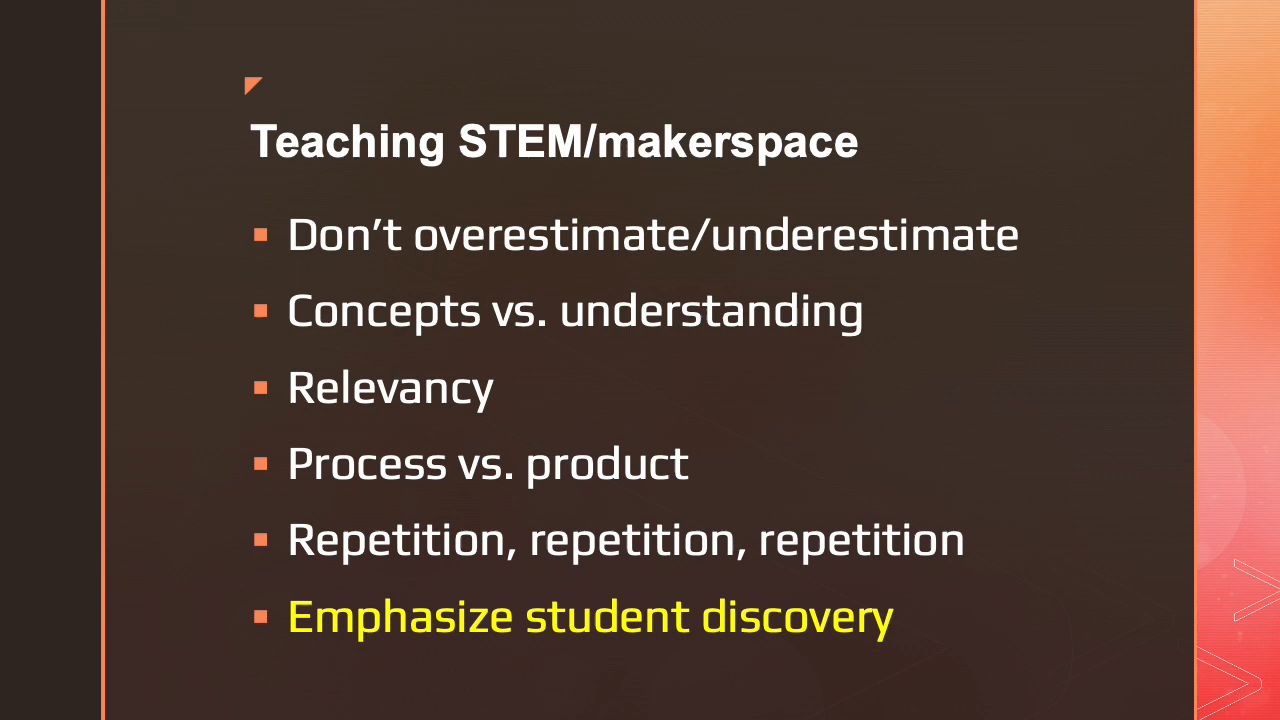 Teaching STEM/makerspace
Don’t overestimate/underestimate
Concepts vs. understanding
Relevancy
Process vs. product
Repetition, repetition, repetition
Emphasize student discovery